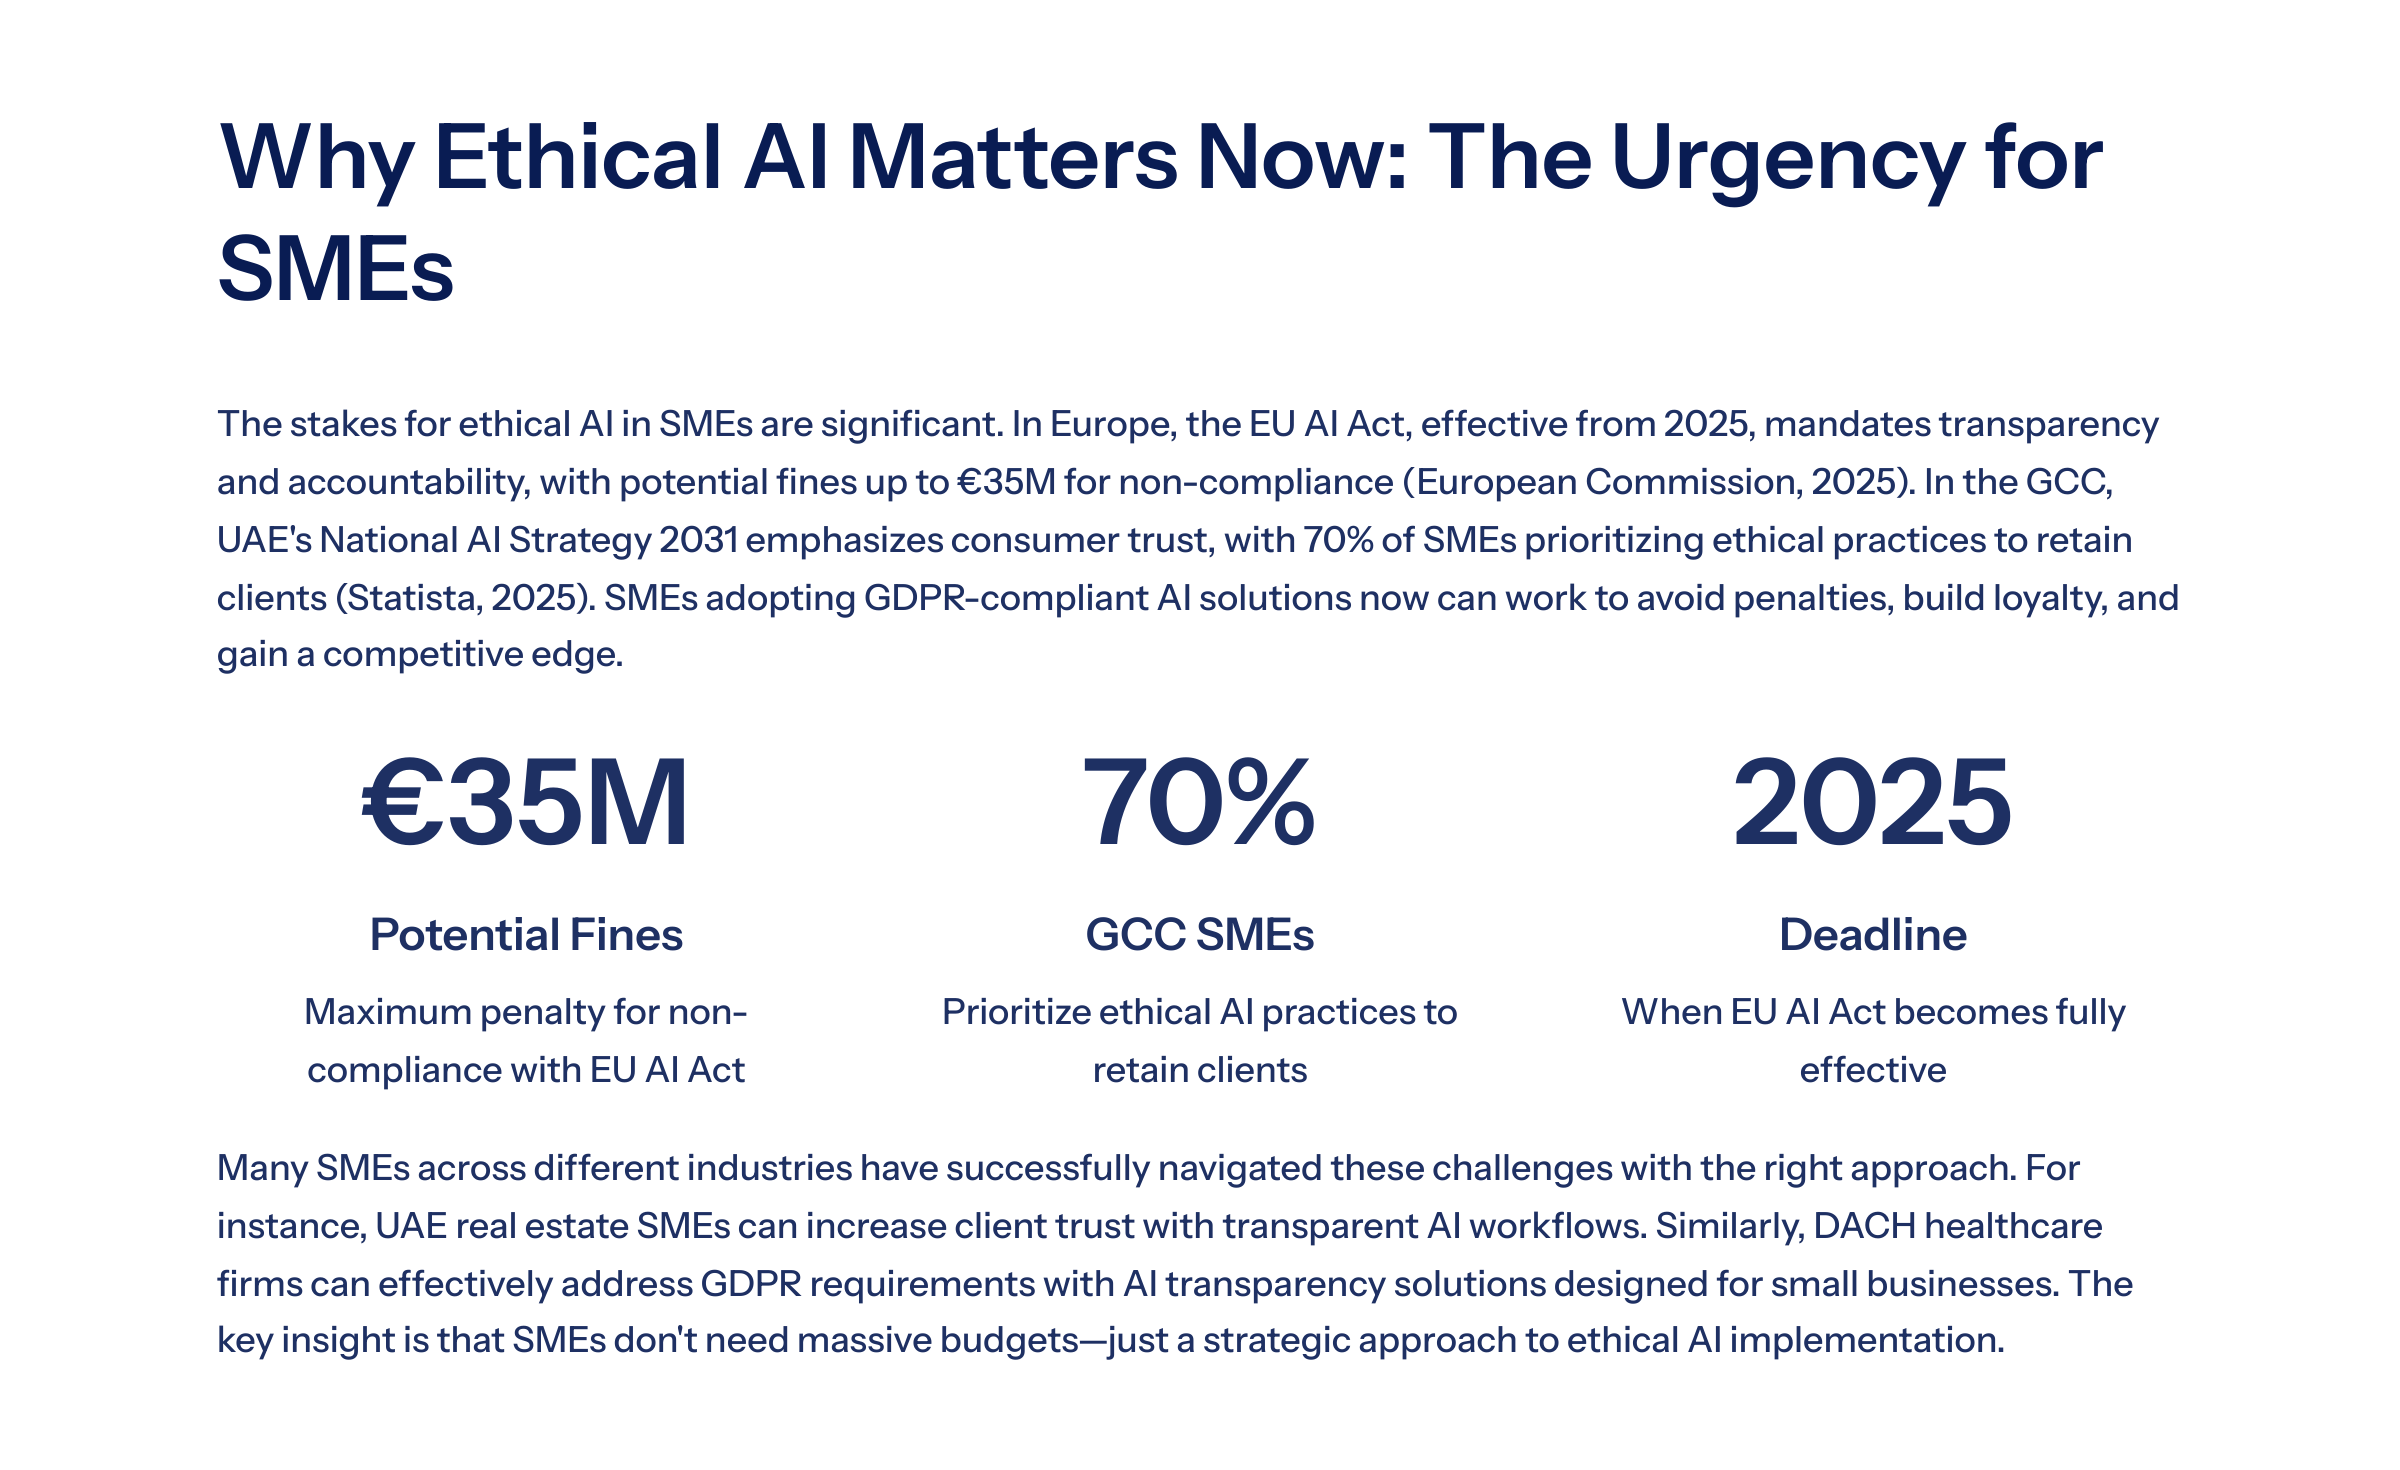 Why Ethical AI Matters Now: The Urgency for
SMEs
The stakes for ethical AI in SMEs are significant. In Europe, the EU AI Act, effective from 2025, mandates transparency
and accountability, with potential fines up to €35M for non-compliance (European Commission, 2025). In the GCC,
UAE's National AI Strategy 2031 emphasizes consumer trust, with 70% of SMEs prioritizing ethical practices to retain
clients (Statista, 2025). SMEs adopting GDPR-compliant AI solutions now can work to avoid penalties, build loyalty, and
gain a competitive edge.
€35M
Potential Fines
Maximum penalty for non-
compliance with EU AI Act
70%
GCC SMEs
Prioritize ethical AI practices to
retain clients
2025
Deadline
When EU AI Act becomes fully
effective
Many SMEs across different industries have successfully navigated these challenges with the right approach. For
instance, UAE real estate SMEs can increase client trust with transparent AI workflows. Similarly, DACH healthcare
firms can effectively address GDPR requirements with AI transparency solutions designed for small businesses. The
key insight is that SMEs don't need massive budgets—just a strategic approach to ethical AI implementation.